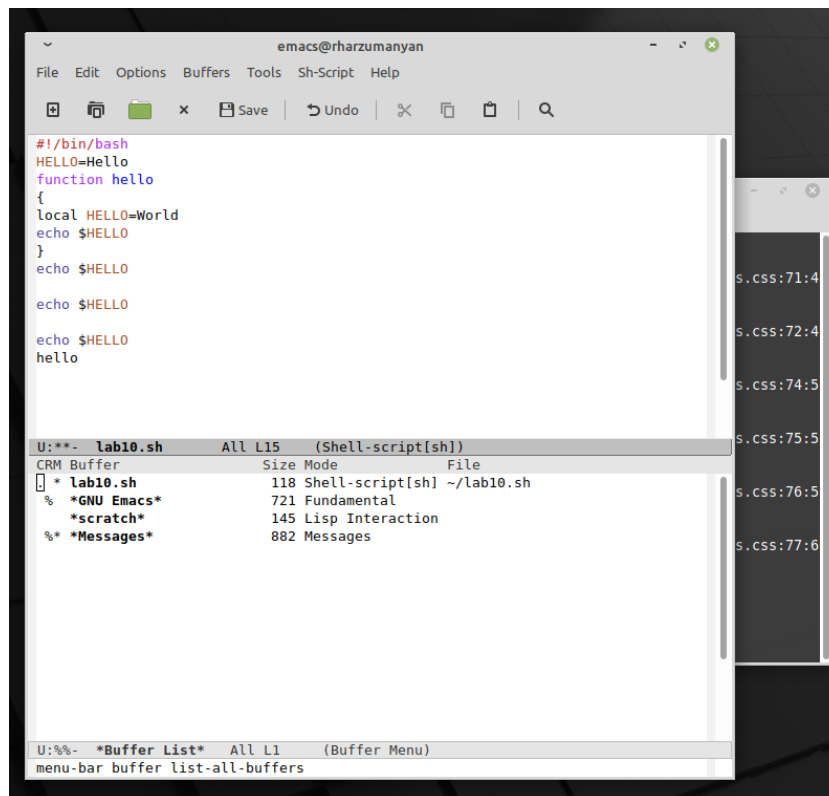 emacs@rharzumanyan
File Edit Options Buffers Tools Sh-Script Help
Save Undo
#!/bin/bash
HELLO=Hello
function hello
{
local HELLO=World
echo $HELLO
}
echo $HELLO
echo $HELLO
echo $HELLO
hello
U:**- lab10.sh All L15 (Shell-script[sh])
CRM Buffer Size Mode File
. * lab10.sh 118 Shell-script[sh] ~/lab10.sh
% *GNU Emacs* 721 Fundamental
*scratch* 145 Lisp Interaction
%* *Messages* 882 Messages
U:%%- *Buffer List* All L1 (Buffer Menu)
menu-bar buffer list-all-buffers
s.css:71:4
s.css:72:4
s.css:74:5
s.css:75:5
s.css:76:5
s.css:77:6